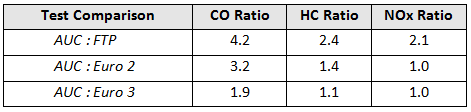 Test Comparison CO Ratio HC Ratio NOx Ratio
AUC : FTP 4.2 2.4 2.1
AUC : Euro 2 3.2 1.4 1.0
AUC : Euro 3 1.9 1.1 1.0